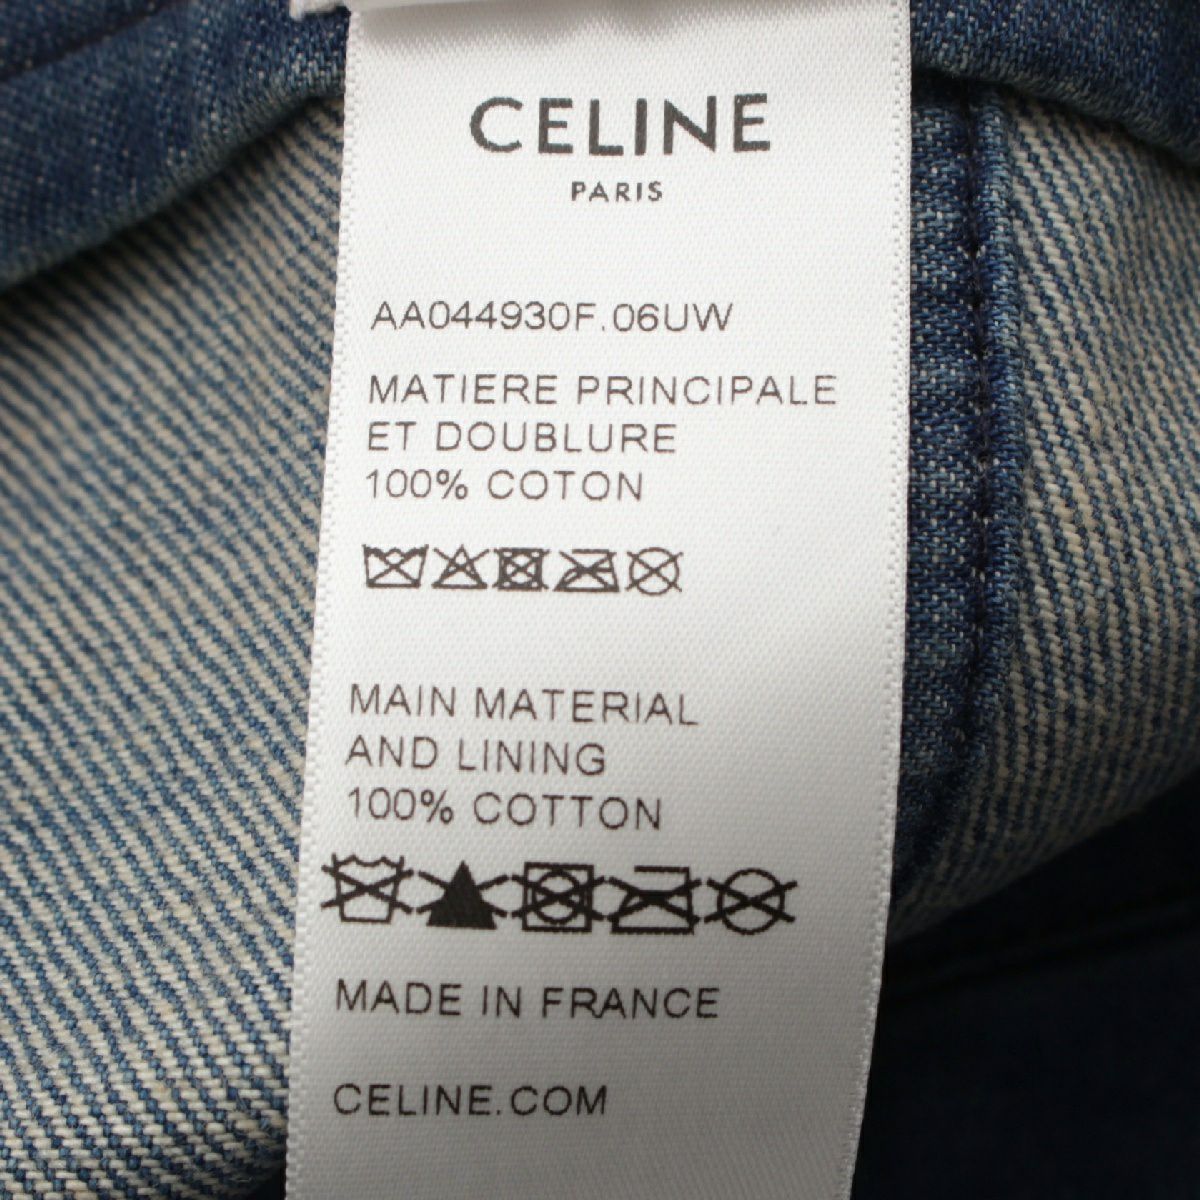 CELINE
PARIS
AA044930F.06UW
MATIERE PRINCIPALE
ET DOUBLURE
100% COTON
MAIN MATERIAL
AND LINING
100% COTTON
MADE IN FRANCE
CELINE.COM